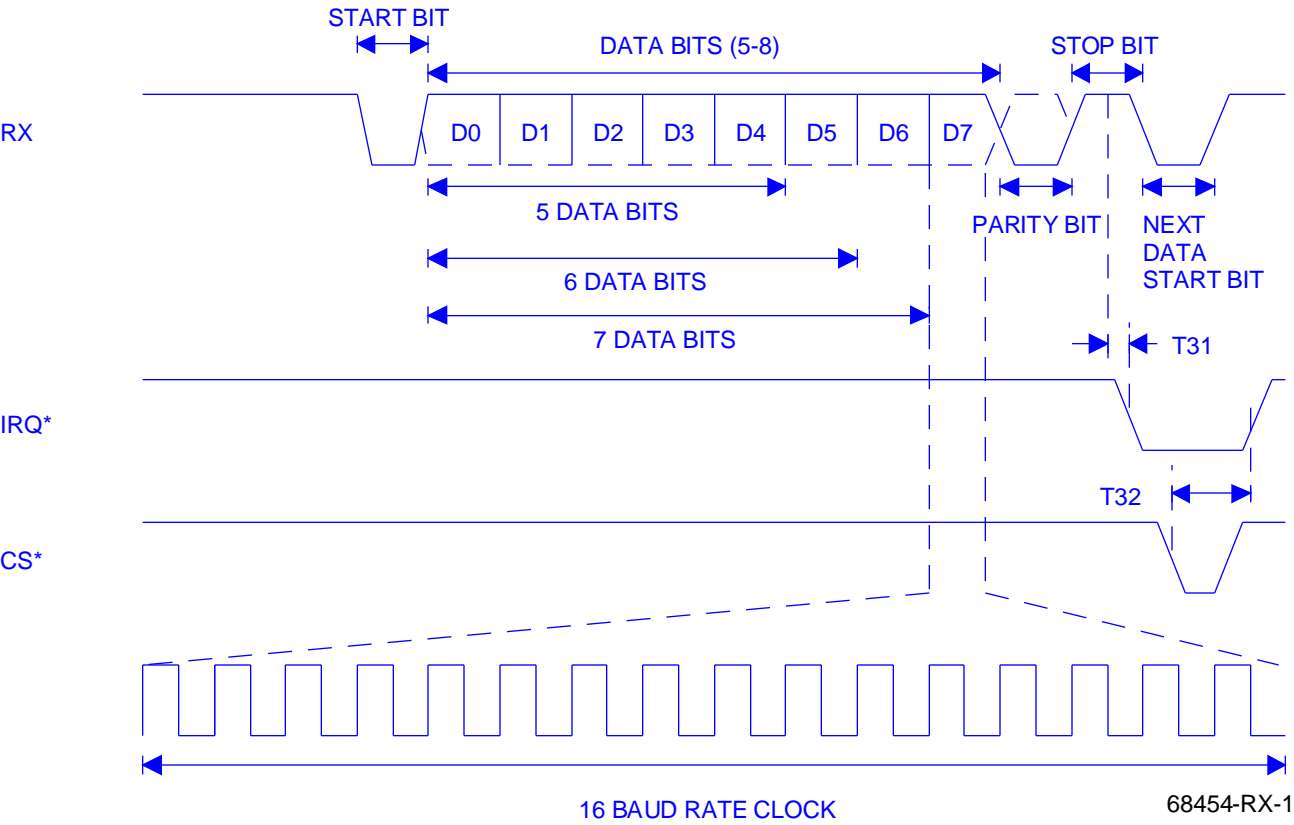 START BIT
DATA BITS (5-8)
STOP BIT
RX
D0 D1 D2 D3 D4 D5 D6 D7
5 DATA BITS
PARITY BIT
NEXT
DATA
START BIT
6 DATA BITS
7 DATA BITS
T31
IRQ*
T32
CS*
16 BAUD RATE CLOCK
68454-RX-1